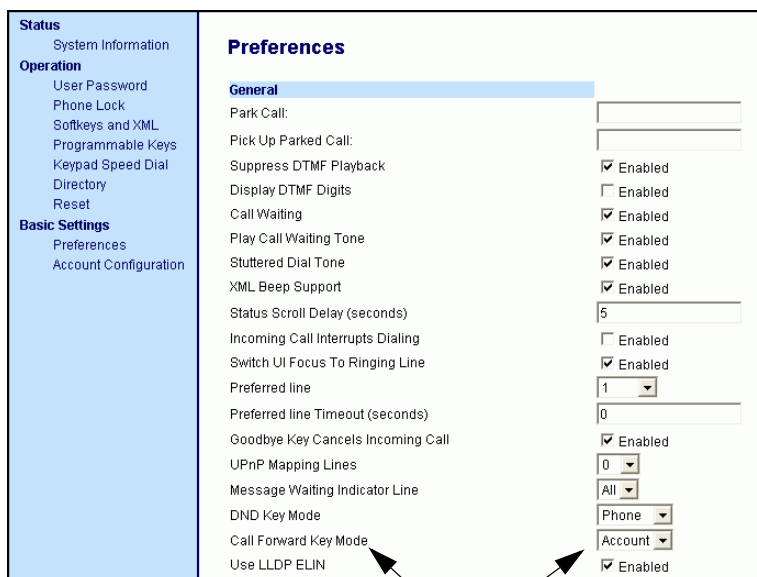 Status
System Information
Operation
User Password
Phone Lock
Softkeys and XML
Programmable Keys
Keypad Speed Dial
Directory
Reset
Basic Settings
Preferences
Account Configuration
Preferences
General
Park Call:
Pick Up Parked Call:
Suppress DTMF Playback Enabled
Display DTMF Digits Enabled
Call Waiting Enabled
Play Call Waiting Tone Enabled
Stuttered Dial Tone Enabled
XML Beep Support Enabled
Status Scroll Delay (seconds) 5
Incoming Call Interrupts Dialing Enabled
Switch UI Focus To Ringing Line Enabled
Preferred line 1
Preferred line Timeout (seconds) 0
Goodbye Key Cancels Incoming Call Enabled
UPnP Mapping Lines 0
Message Waiting Indicator Line All
DND Key Mode Phone
Call Forward Key Mode Account
Use LLDP ELIN Enabled